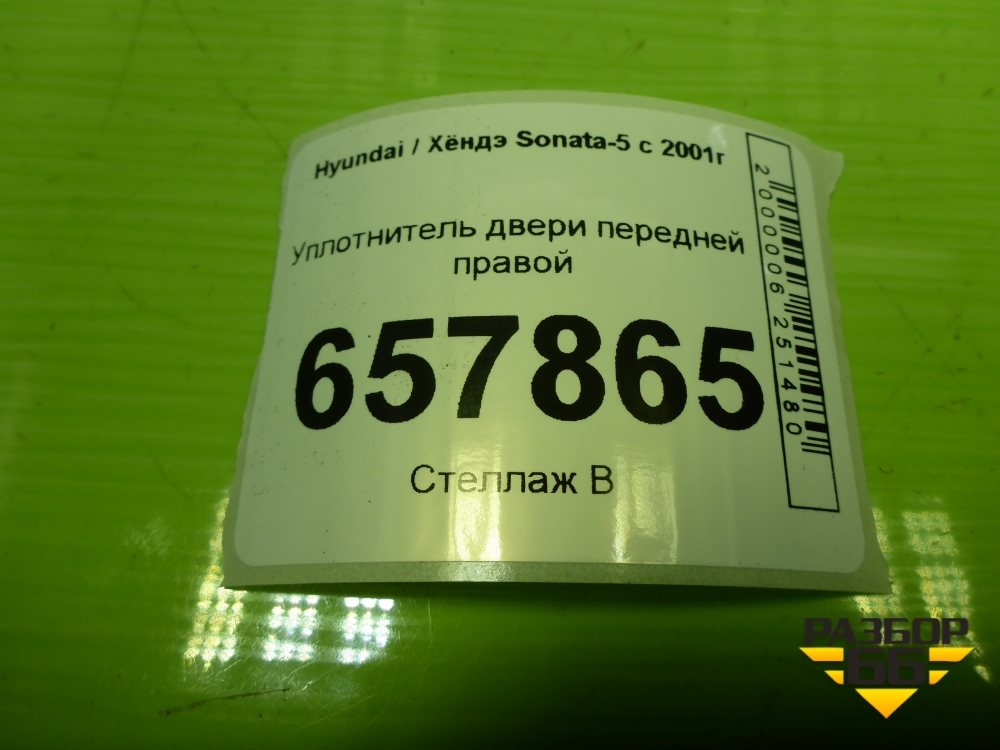 Hyundai / Хёндэ Sonata-5 с 2001г
Уплотнитель двери передней
правой
657865
Стеллаж В
2000006251480
РАЗБОР
66